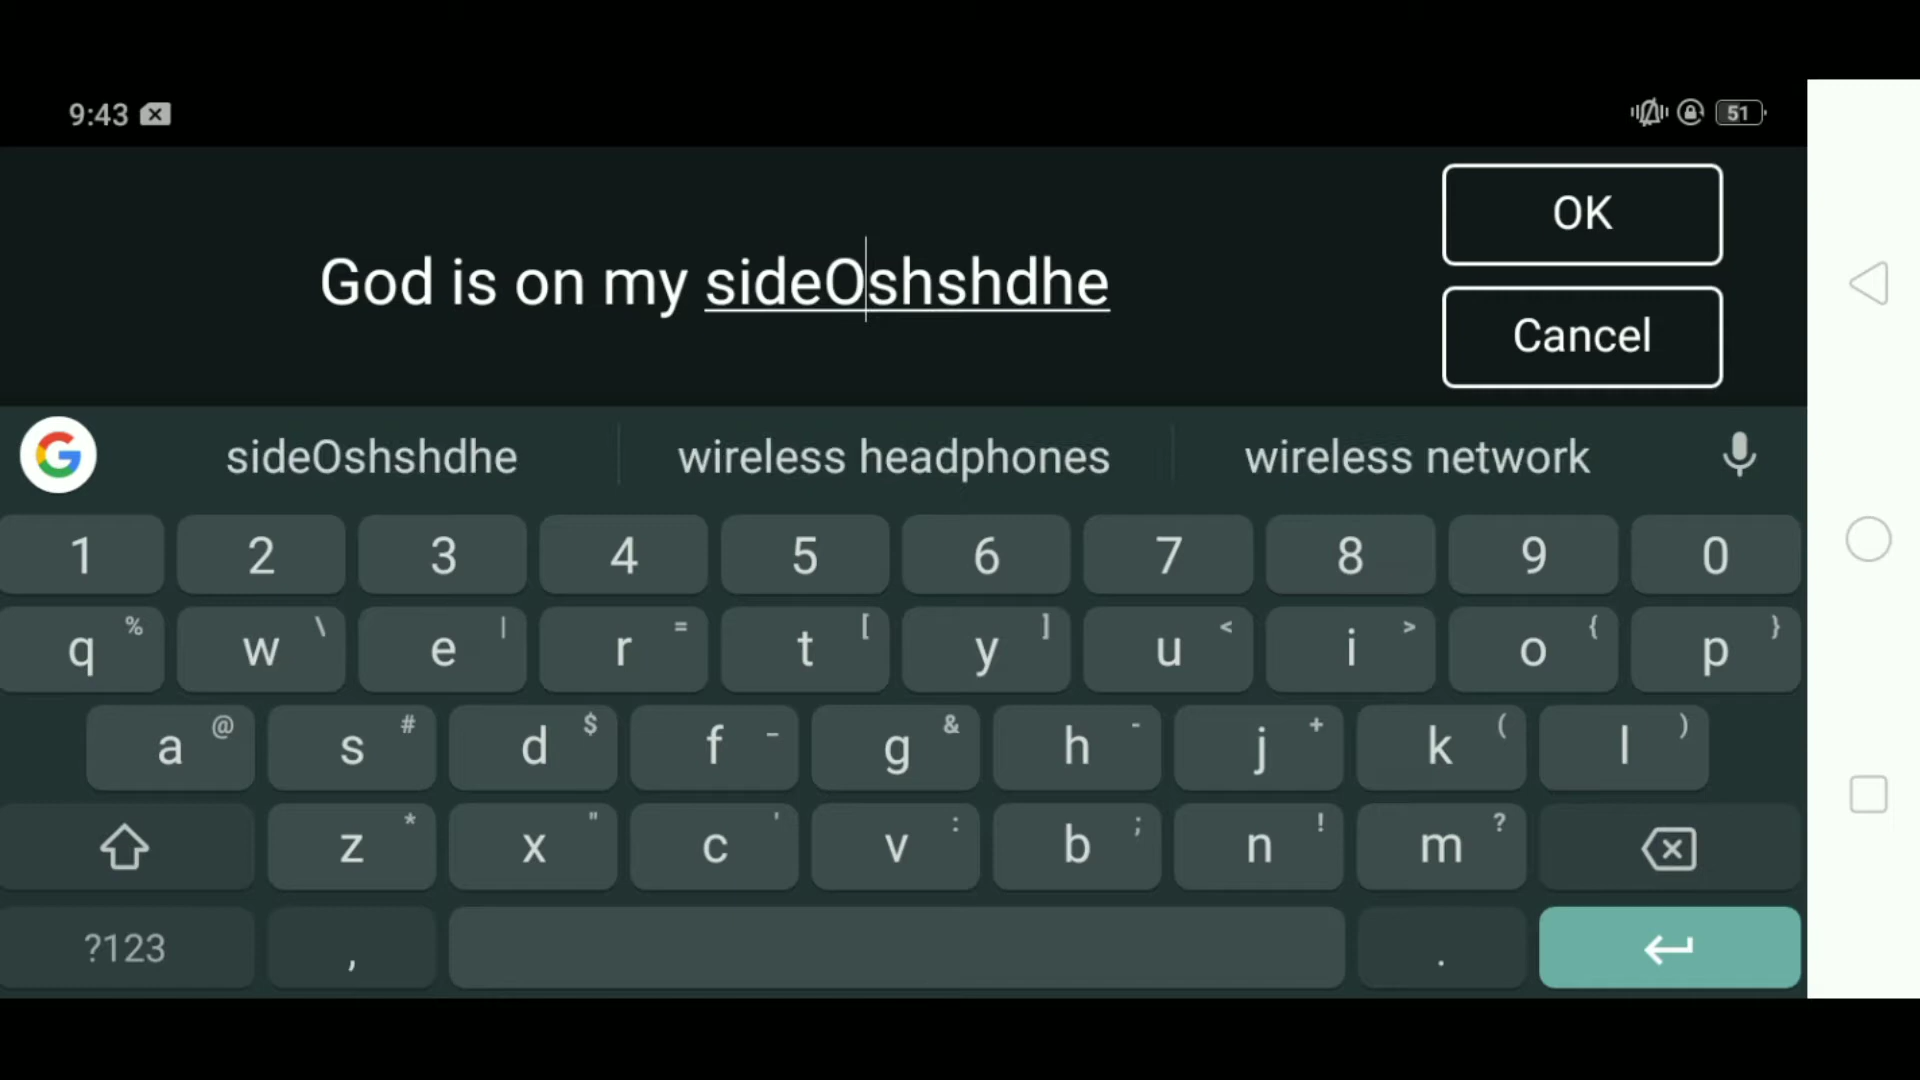 9:43
51
OK
God is on my sideOshshdhe
Cancel
G sideOshshdhe wireless headphones wireless network
1 2 3 4 5 6 7 8 9 0
q % w \ e | r = t [ y ] u < i > o { p }
a @ s # d $ f _ g & h - j + k ( l )
z * x " c ' v : b ; n ! m ?
?123 , .